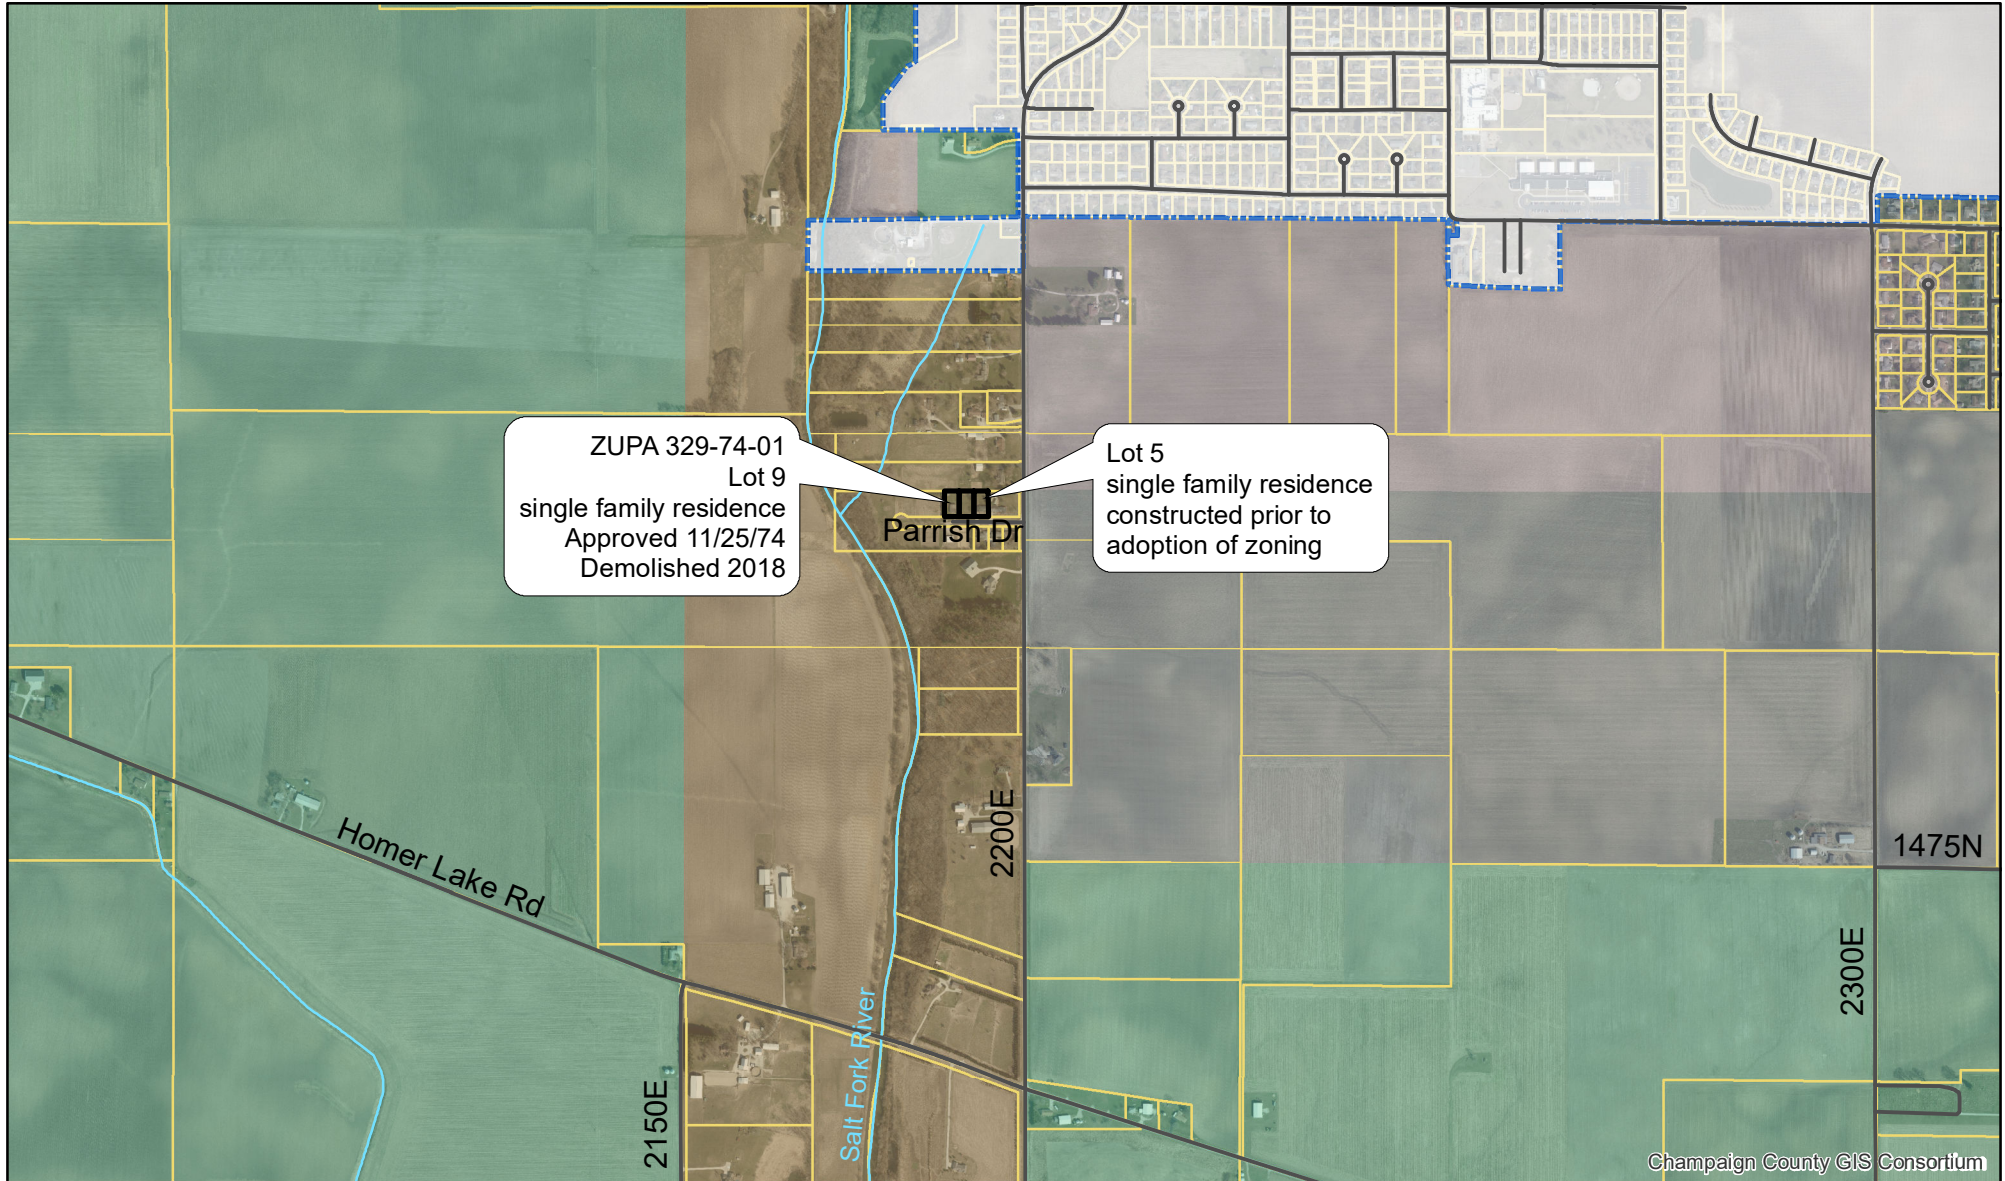 ZUPA 329-74-01
Lot 9
single family residence
Approved 11/25/74
Demolished 2018
Lot 5
single family residence
constructed prior to
adoption of zoning
Parrish Dr
Homer Lake Rd
2200E
1475N
2300E
2150E
Salt Fork River
Champaign County GIS Consortium